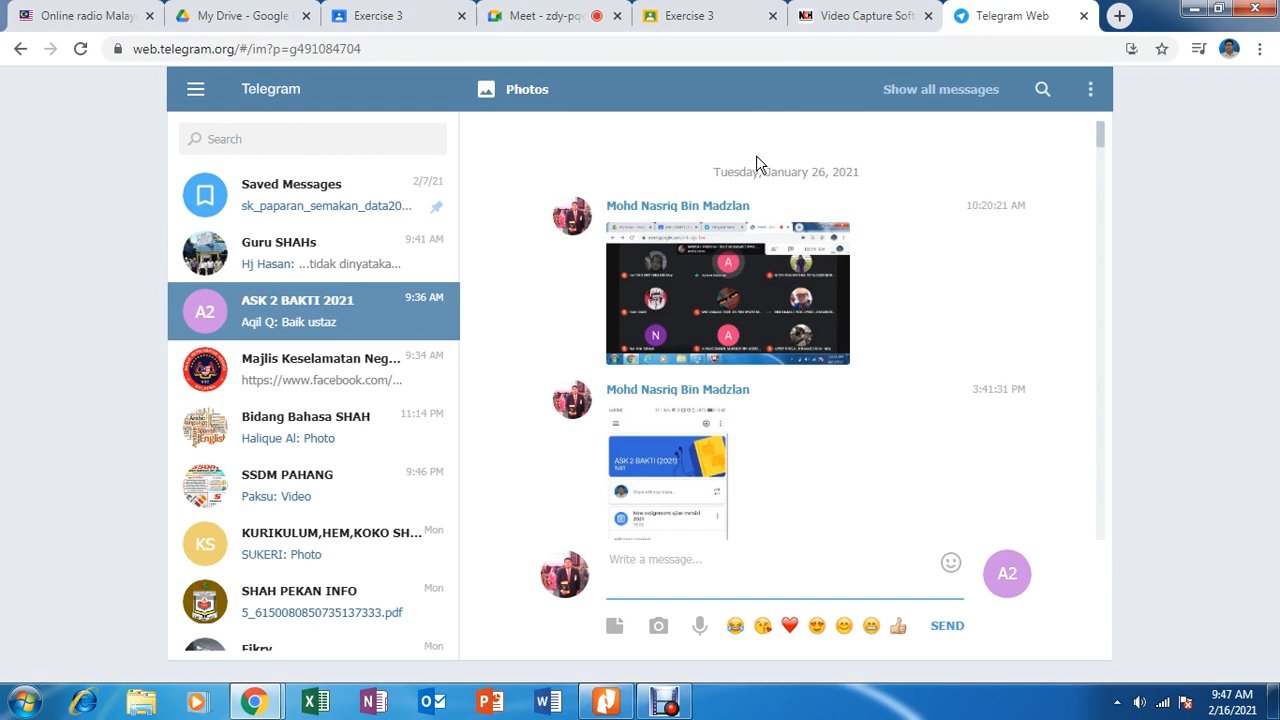 Online radio Malay
My Drive - Google
Exercise 3
Meet - zdy-pqe
Exercise 3
Video Capture Soft
Telegram Web
web.telegram.org/#/im?p=g491084704
Telegram
Photos
Show all messages
Search
Saved Messages
2/7/21
sk_paparan_semakan_data20...
Guru SHAHs
9:41 AM
ASK 2 BAKTI 2021
9:36 AM
Aqil Q: Baik ustaz
Majlis Keselamatan Neg...
9:34 AM
https://www.facebook.com/...
Bidang Bahasa SHAH
11:14 PM
Halique Al: Photo
SSDM PAHANG
9:46 PM
Paksu: Video
KURIKULUM,HEM,KOKO SH...
Mon
SUKERI: Photo
SHAH PEKAN INFO
Mon
5_6150080850735137333.pdf
Fikry
Mon
Tuesday, January 26, 2021
Mohd Nasriq Bin Madzlan
10:20:21 AM
A
N
A
Mohd Nasriq Bin Madzlan
3:41:31 PM
ASK 2 BAKTI (2021)
Write a message...
A2
A2
KS
SEND
9:47 AM
2/16/2021